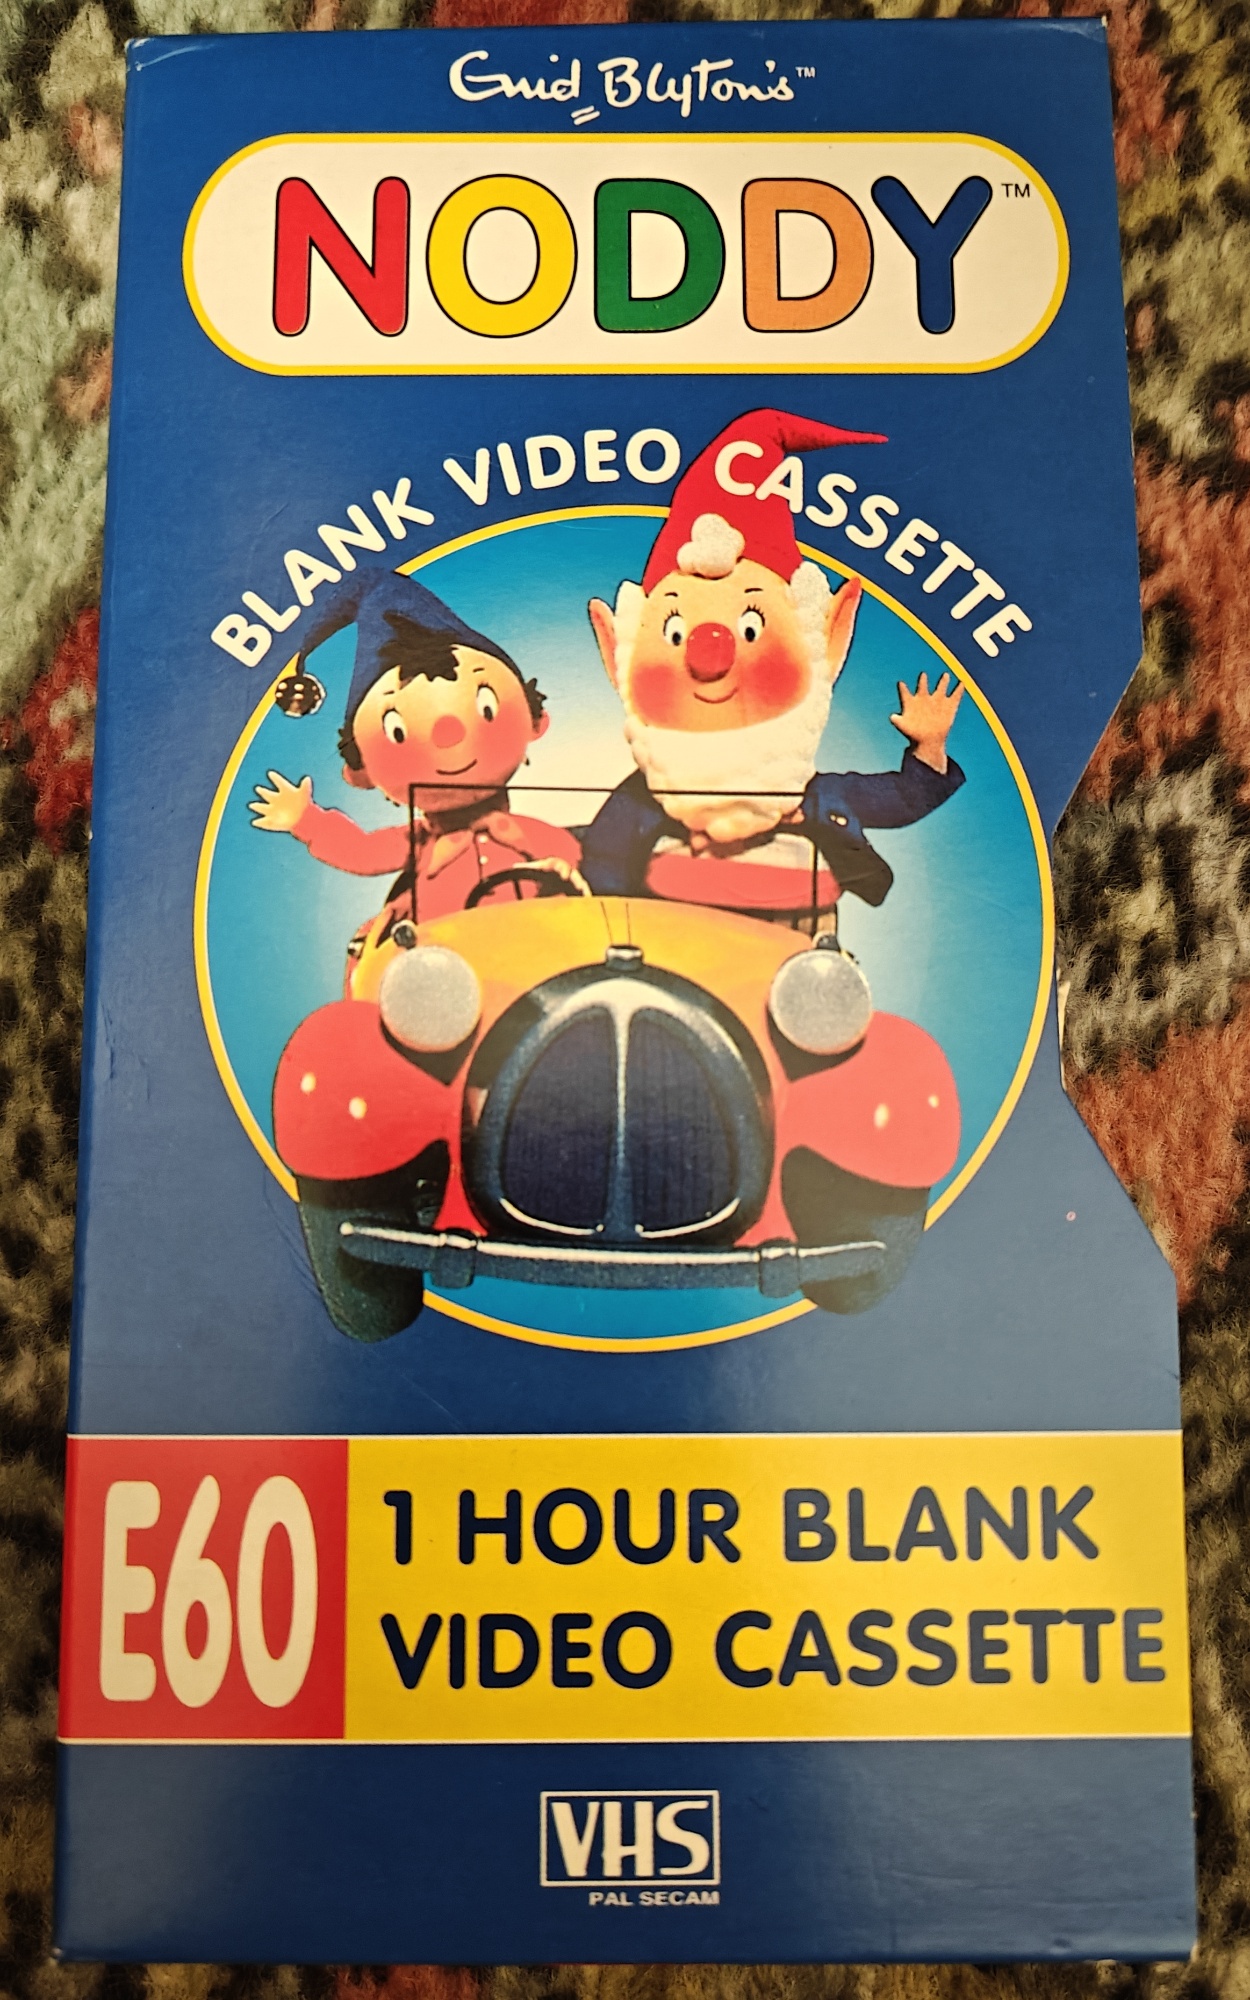 Enid Blyton's™
NODDY™
BLANK VIDEO CASSETTE
E60
1 HOUR BLANK
VIDEO CASSETTE
VHS
PAL SECAM